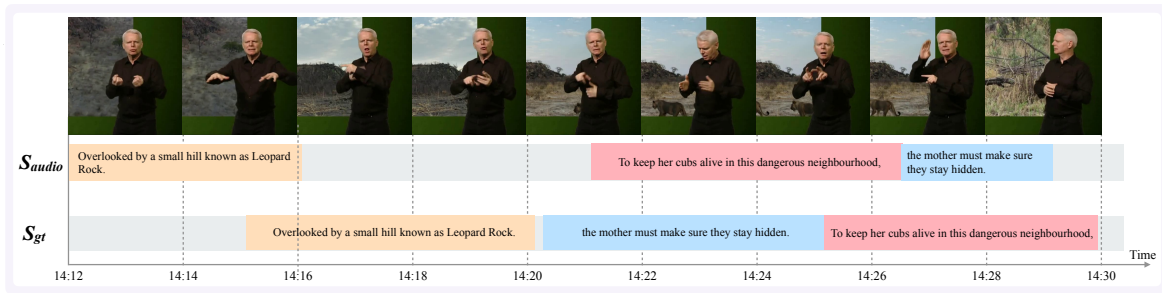 S_audio
Overlooked by a small hill known as Leopard
Rock.
To keep her cubs alive in this dangerous neighbourhood,
the mother must make sure
they stay hidden.
S_gt
Overlooked by a small hill known as Leopard Rock.
the mother must make sure they stay hidden.
To keep her cubs alive in this dangerous neighbourhood,
Time
14:12 14:14 14:16 14:18 14:20 14:22 14:24 14:26 14:28 14:30